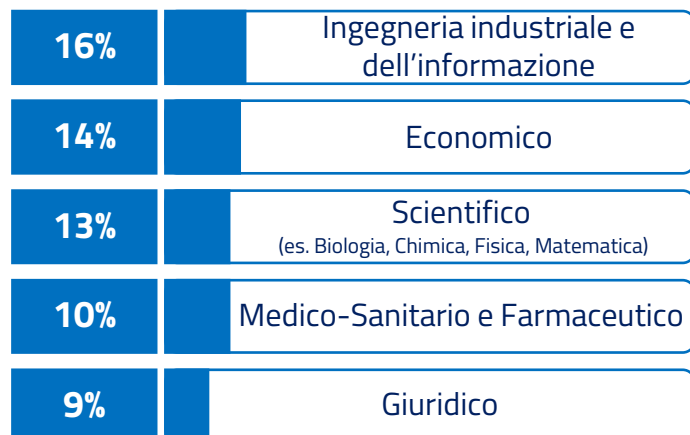 16%
Ingegneria industriale e
dell’informazione
14%
Economico
13%
Scientifico
(es. Biologia, Chimica, Fisica, Matematica)
10%
Medico-Sanitario e Farmaceutico
9%
Giuridico